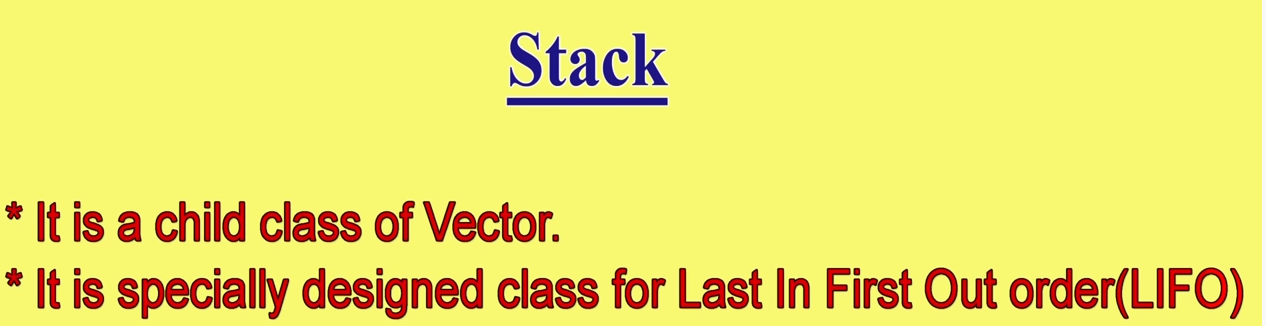 Stack
* It is a child class of Vector.
* It is specially designed class for Last In First Out order(LIFO)